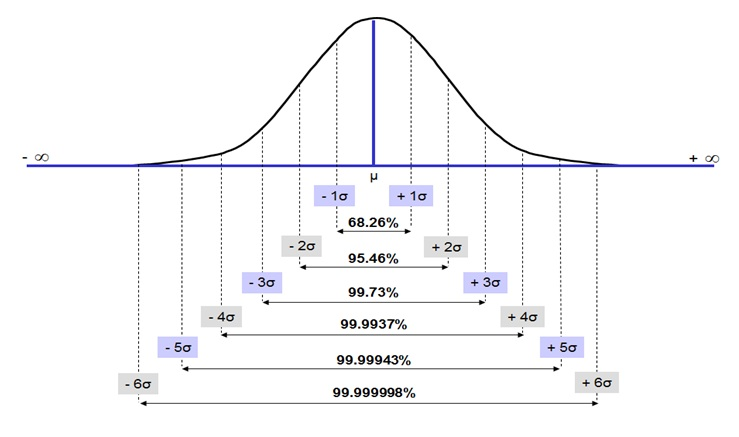 - ∞ + ∞
μ
- 1σ + 1σ
68.26%
- 2σ + 2σ
95.46%
- 3σ + 3σ
99.73%
- 4σ + 4σ
99.9937%
- 5σ + 5σ
99.99943%
- 6σ + 6σ
99.999998%